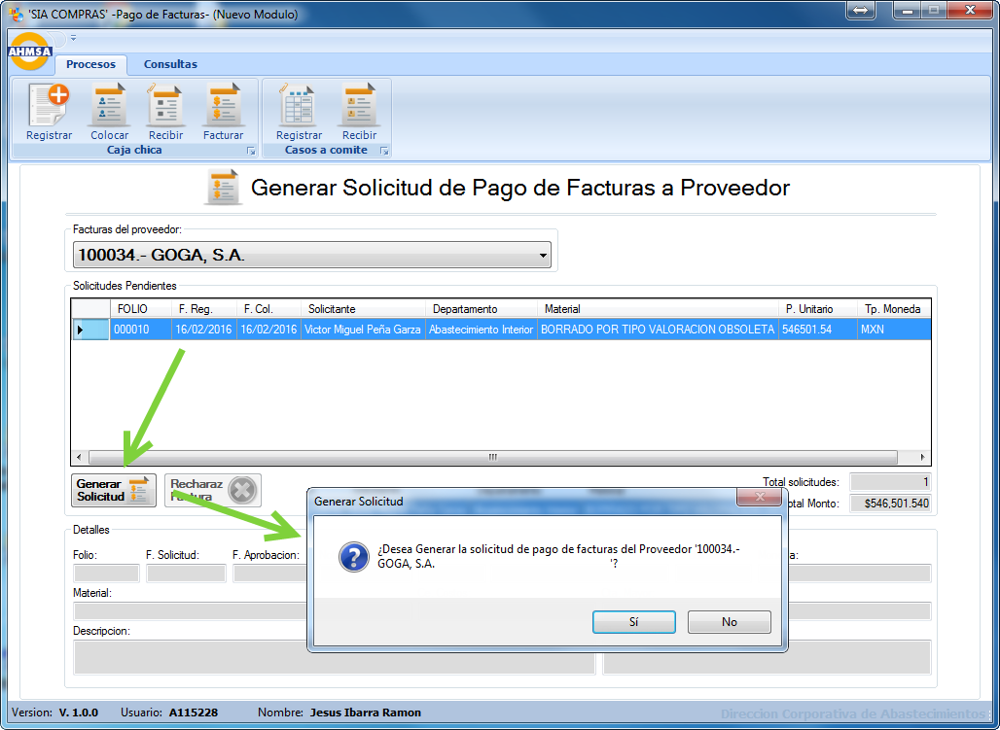 'SIA COMPRAS' -Pago de Facturas- (Nuevo Modulo)
AHMSA
Procesos Consultas
Registrar Colocar Recibir Facturar Registrar Recibir
Caja chica Casos a comite
Generar Solicitud de Pago de Facturas a Proveedor
Facturas del proveedor:
100034.- GOGA, S.A.
Solicitudes Pendientes
FOLIO F. Reg. F. Col. Solicitante Departamento Material P. Unitario Tp. Moneda
000010 16/02/2016 16/02/2016 Victor Miguel Peña Garza Abastecimiento Interior BORRADO POR TIPO VALORACION OBSOLETA 546501.54 MXN
Generar
Solicitud
Recharaz
Factura
Total solicitudes: 1
otal Monto: $546,501.540
Generar Solicitud
¿Desea Generar la solicitud de pago de facturas del Proveedor '100034.-
GOGA, S.A. '?
Sí No
Detalles
Folio: F. Solicitud: F. Aprobacion: a:
Material:
Descripcion:
Version: V. 1.0.0 Usuario: A115228 Nombre: Jesus Ibarra Ramon Direccion Corporativa de Abastecimientos